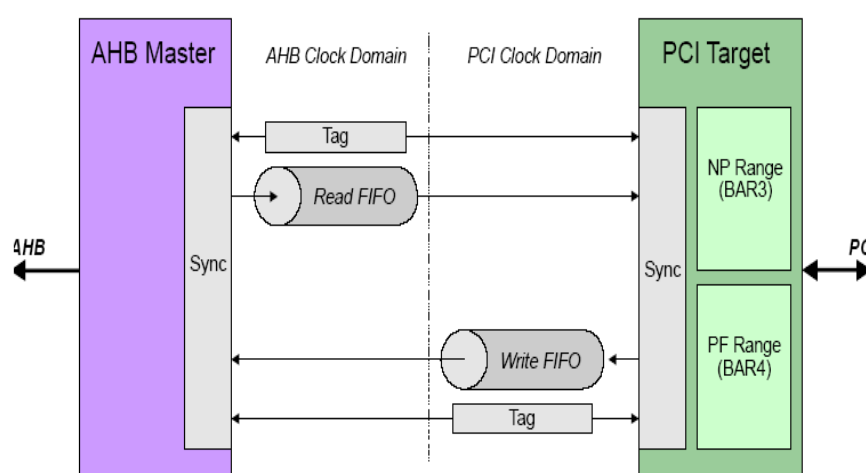 AHB Master
AHB Clock Domain
PCI Clock Domain
PCI Target
Tag
Read FIFO
NP Range
(BAR3)
AHB
Sync
Sync
PC
Write FIFO
PF Range
(BAR4)
Tag